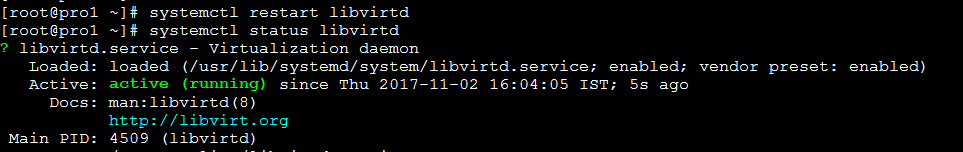 [root@pro1 ~]# systemctl restart libvirtd
[root@pro1 ~]# systemctl status libvirtd
? libvirtd.service - Virtualization daemon
Loaded: loaded (/usr/lib/systemd/system/libvirtd.service; enabled; vendor preset: enabled)
Active: active (running) since Thu 2017-11-02 16:04:05 IST; 5s ago
Docs: man:libvirtd(8)
http://libvirt.org
Main PID: 4509 (libvirtd)